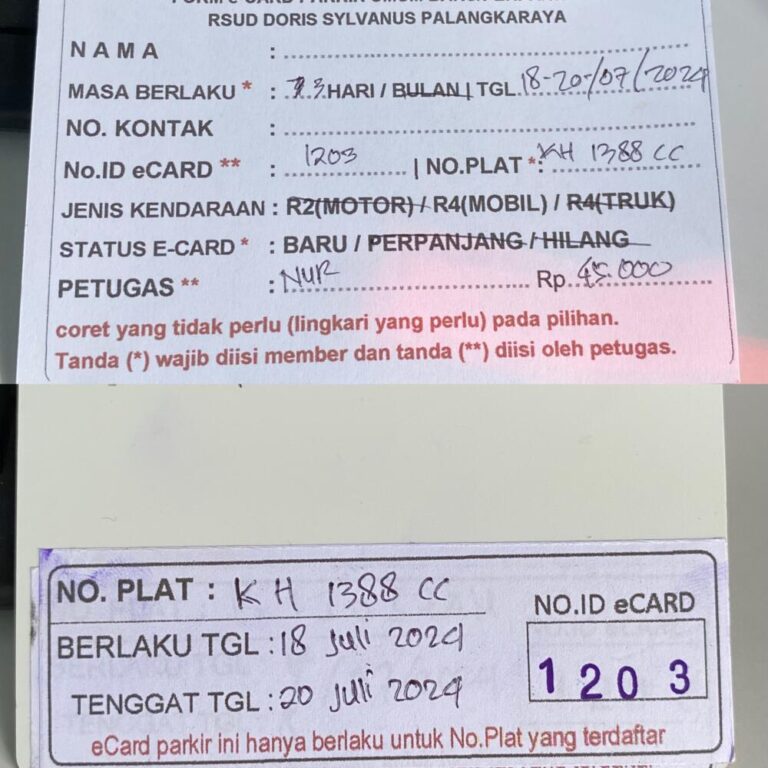 RSUD DORIS SYLVANUS PALANGKARAYA
NAMA :
MASA BERLAKU * : 3 HARI / BULAN | TGL 18-20-/07/2024
NO. KONTAK :
No.ID eCARD ** : 1203 | NO.PLAT *: KH 1388 CC
JENIS KENDARAAN : R2(MOTOR) / R4(MOBIL) / R4(TRUK)
STATUS E-CARD * : BARU / PERPANJANG / HILANG
PETUGAS ** : NUR Rp. 45.000
coret yang tidak perlu (lingkari yang perlu) pada pilihan.
Tanda (*) wajib diisi member dan tanda (**) diisi oleh petugas.
NO. PLAT : KH 1388 CC
BERLAKU TGL : 18 Juli 2024
TENGGAT TGL : 20 Juli 2024
NO.ID eCARD
1203
eCard parkir ini hanya berlaku untuk No.Plat yang terdaftar